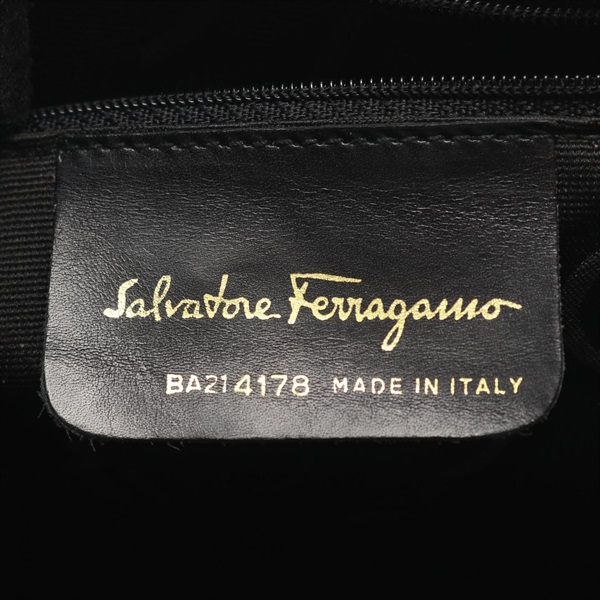 Salvatore Ferragamo
BA214178 MADE IN ITALY